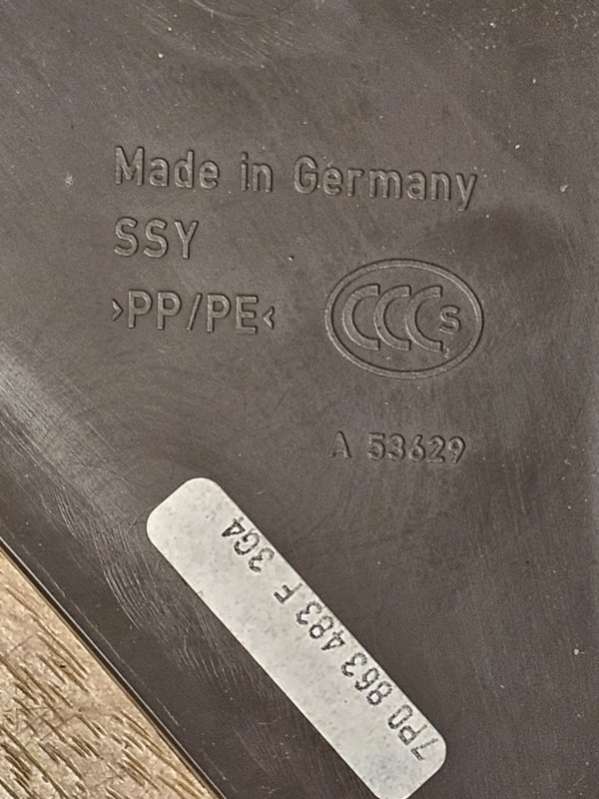 Made in Germany
SSY
>PP/PE<
CCC S
A 53629
7P0 863 483 F 3G4